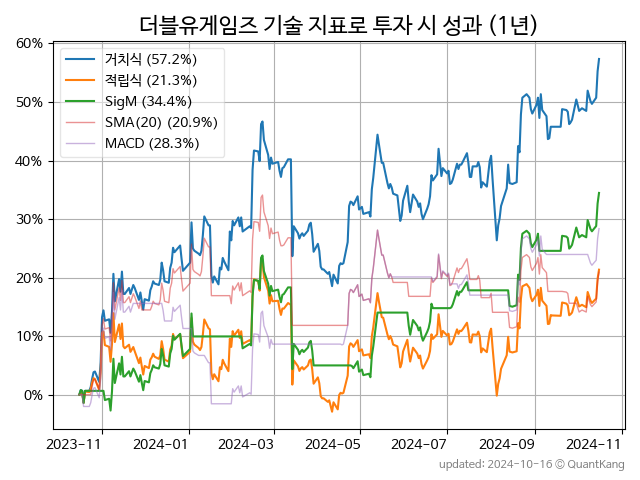 더블유게임즈 기술 지표로 투자 시 성과 (1년)
60%
50%
40%
30%
20%
10%
0%
거치식 (57.2%)
적립식 (21.3%)
SigM (34.4%)
SMA(20) (20.9%)
MACD (28.3%)
2023-11 2024-01 2024-03 2024-05 2024-07 2024-09 2024-11
updated: 2024-10-16 © QuantKang